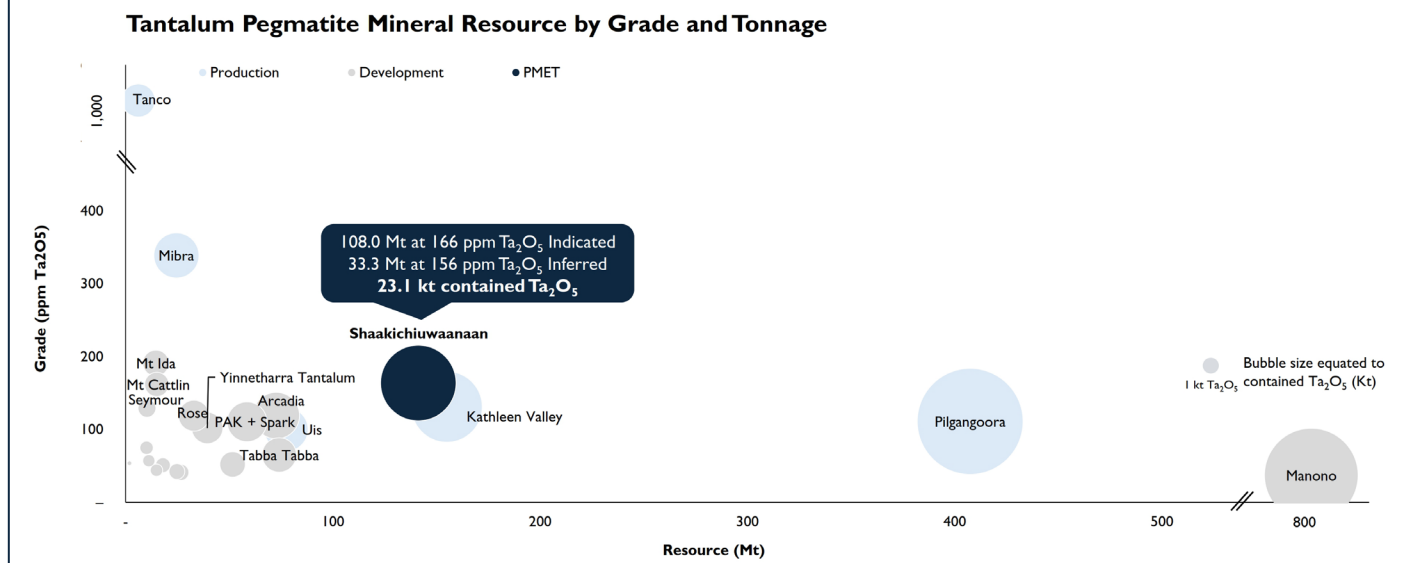 Tantalum Pegmatite Mineral Resource by Grade and Tonnage
Production
Development
PMET
Tanco
1,000
400
108.0 Mt at 166 ppm Ta₂O₅ Indicated
33.3 Mt at 156 ppm Ta₂O₅ Inferred
23.1 kt contained Ta₂O₅
Mibra
300
Grade (ppm Ta2O5)
Shaakichiuwaanaan
200
Mt Ida
Bubble size equated to
1 kt Ta₂O₅ contained Ta₂O₅ (Kt)
Yinnetharra Tantalum
Mt Cattlin
Seymour
Arcadia
Rose
Kathleen Valley
PAK + Spark
Pilgangoora
100
Uis
Tabba Tabba
Manono
–
-
100
200
300
400
500
800
Resource (Mt)